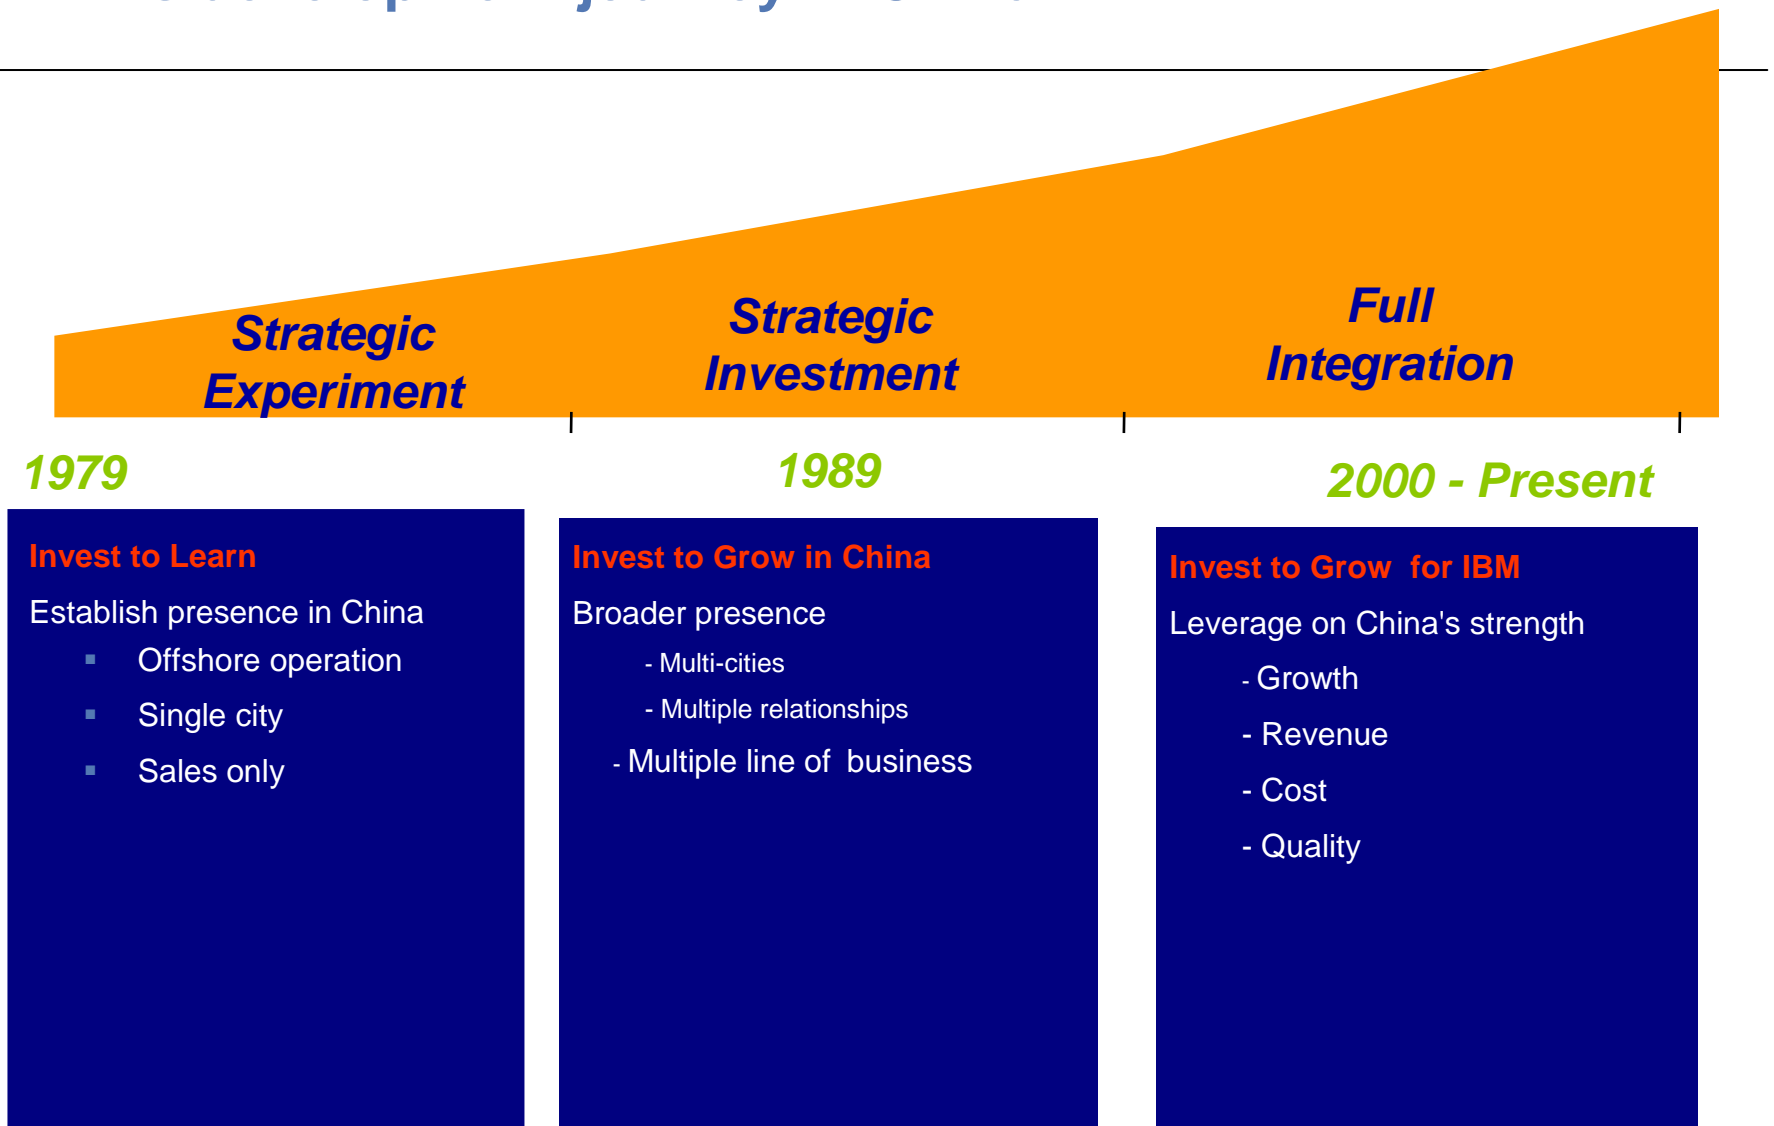 Strategic
Experiment
Strategic
Investment
Full
Integration
1979
1989
2000 - Present
Invest to Learn
Establish presence in China
▪ Offshore operation
▪ Single city
▪ Sales only
Invest to Grow in China
Broader presence
- Multi-cities
- Multiple relationships
- Multiple line of  business
Invest to Grow  for IBM
Leverage on China's strength
- Growth
- Revenue
- Cost
- Quality